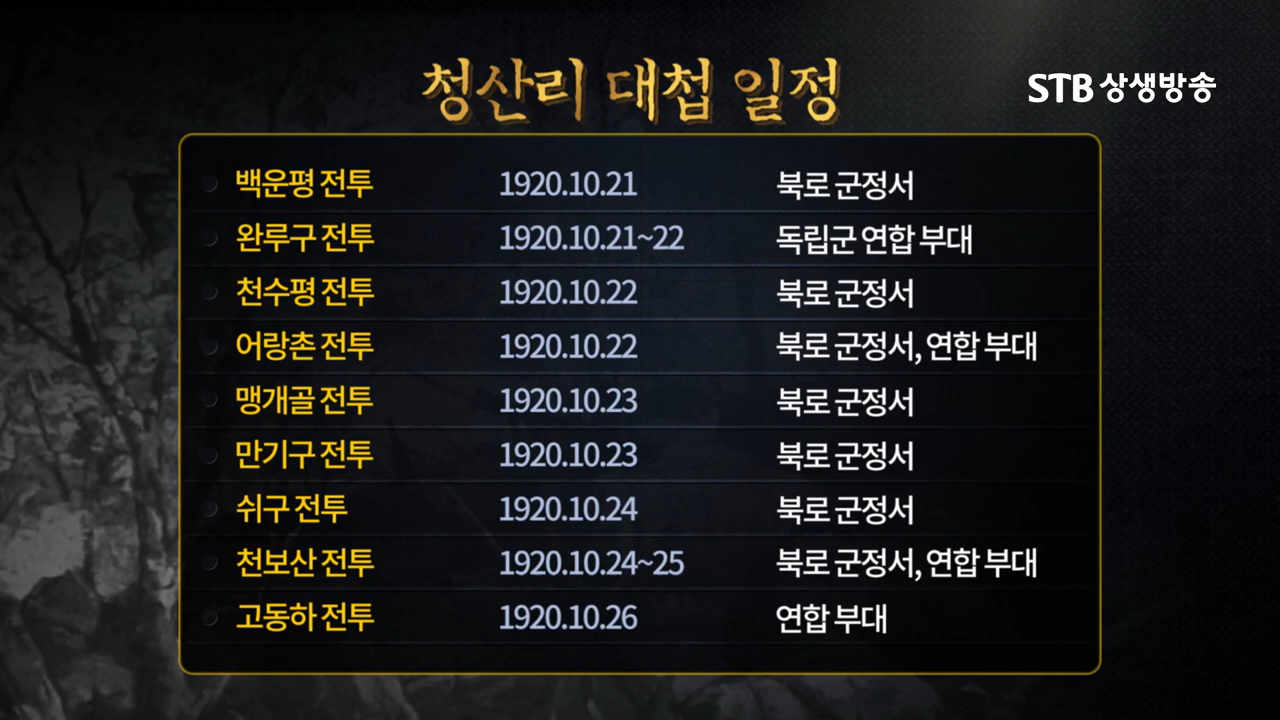 청산리 대첩 일정
STB 상생방송
백운평 전투 1920.10.21 북로 군정서
완루구 전투 1920.10.21~22 독립군 연합 부대
천수평 전투 1920.10.22 북로 군정서
어랑촌 전투 1920.10.22 북로 군정서, 연합 부대
맹개골 전투 1920.10.23 북로 군정서
만기구 전투 1920.10.23 북로 군정서
쉬구 전투 1920.10.24 북로 군정서
천보산 전투 1920.10.24~25 북로 군정서, 연합 부대
고동하 전투 1920.10.26 연합 부대